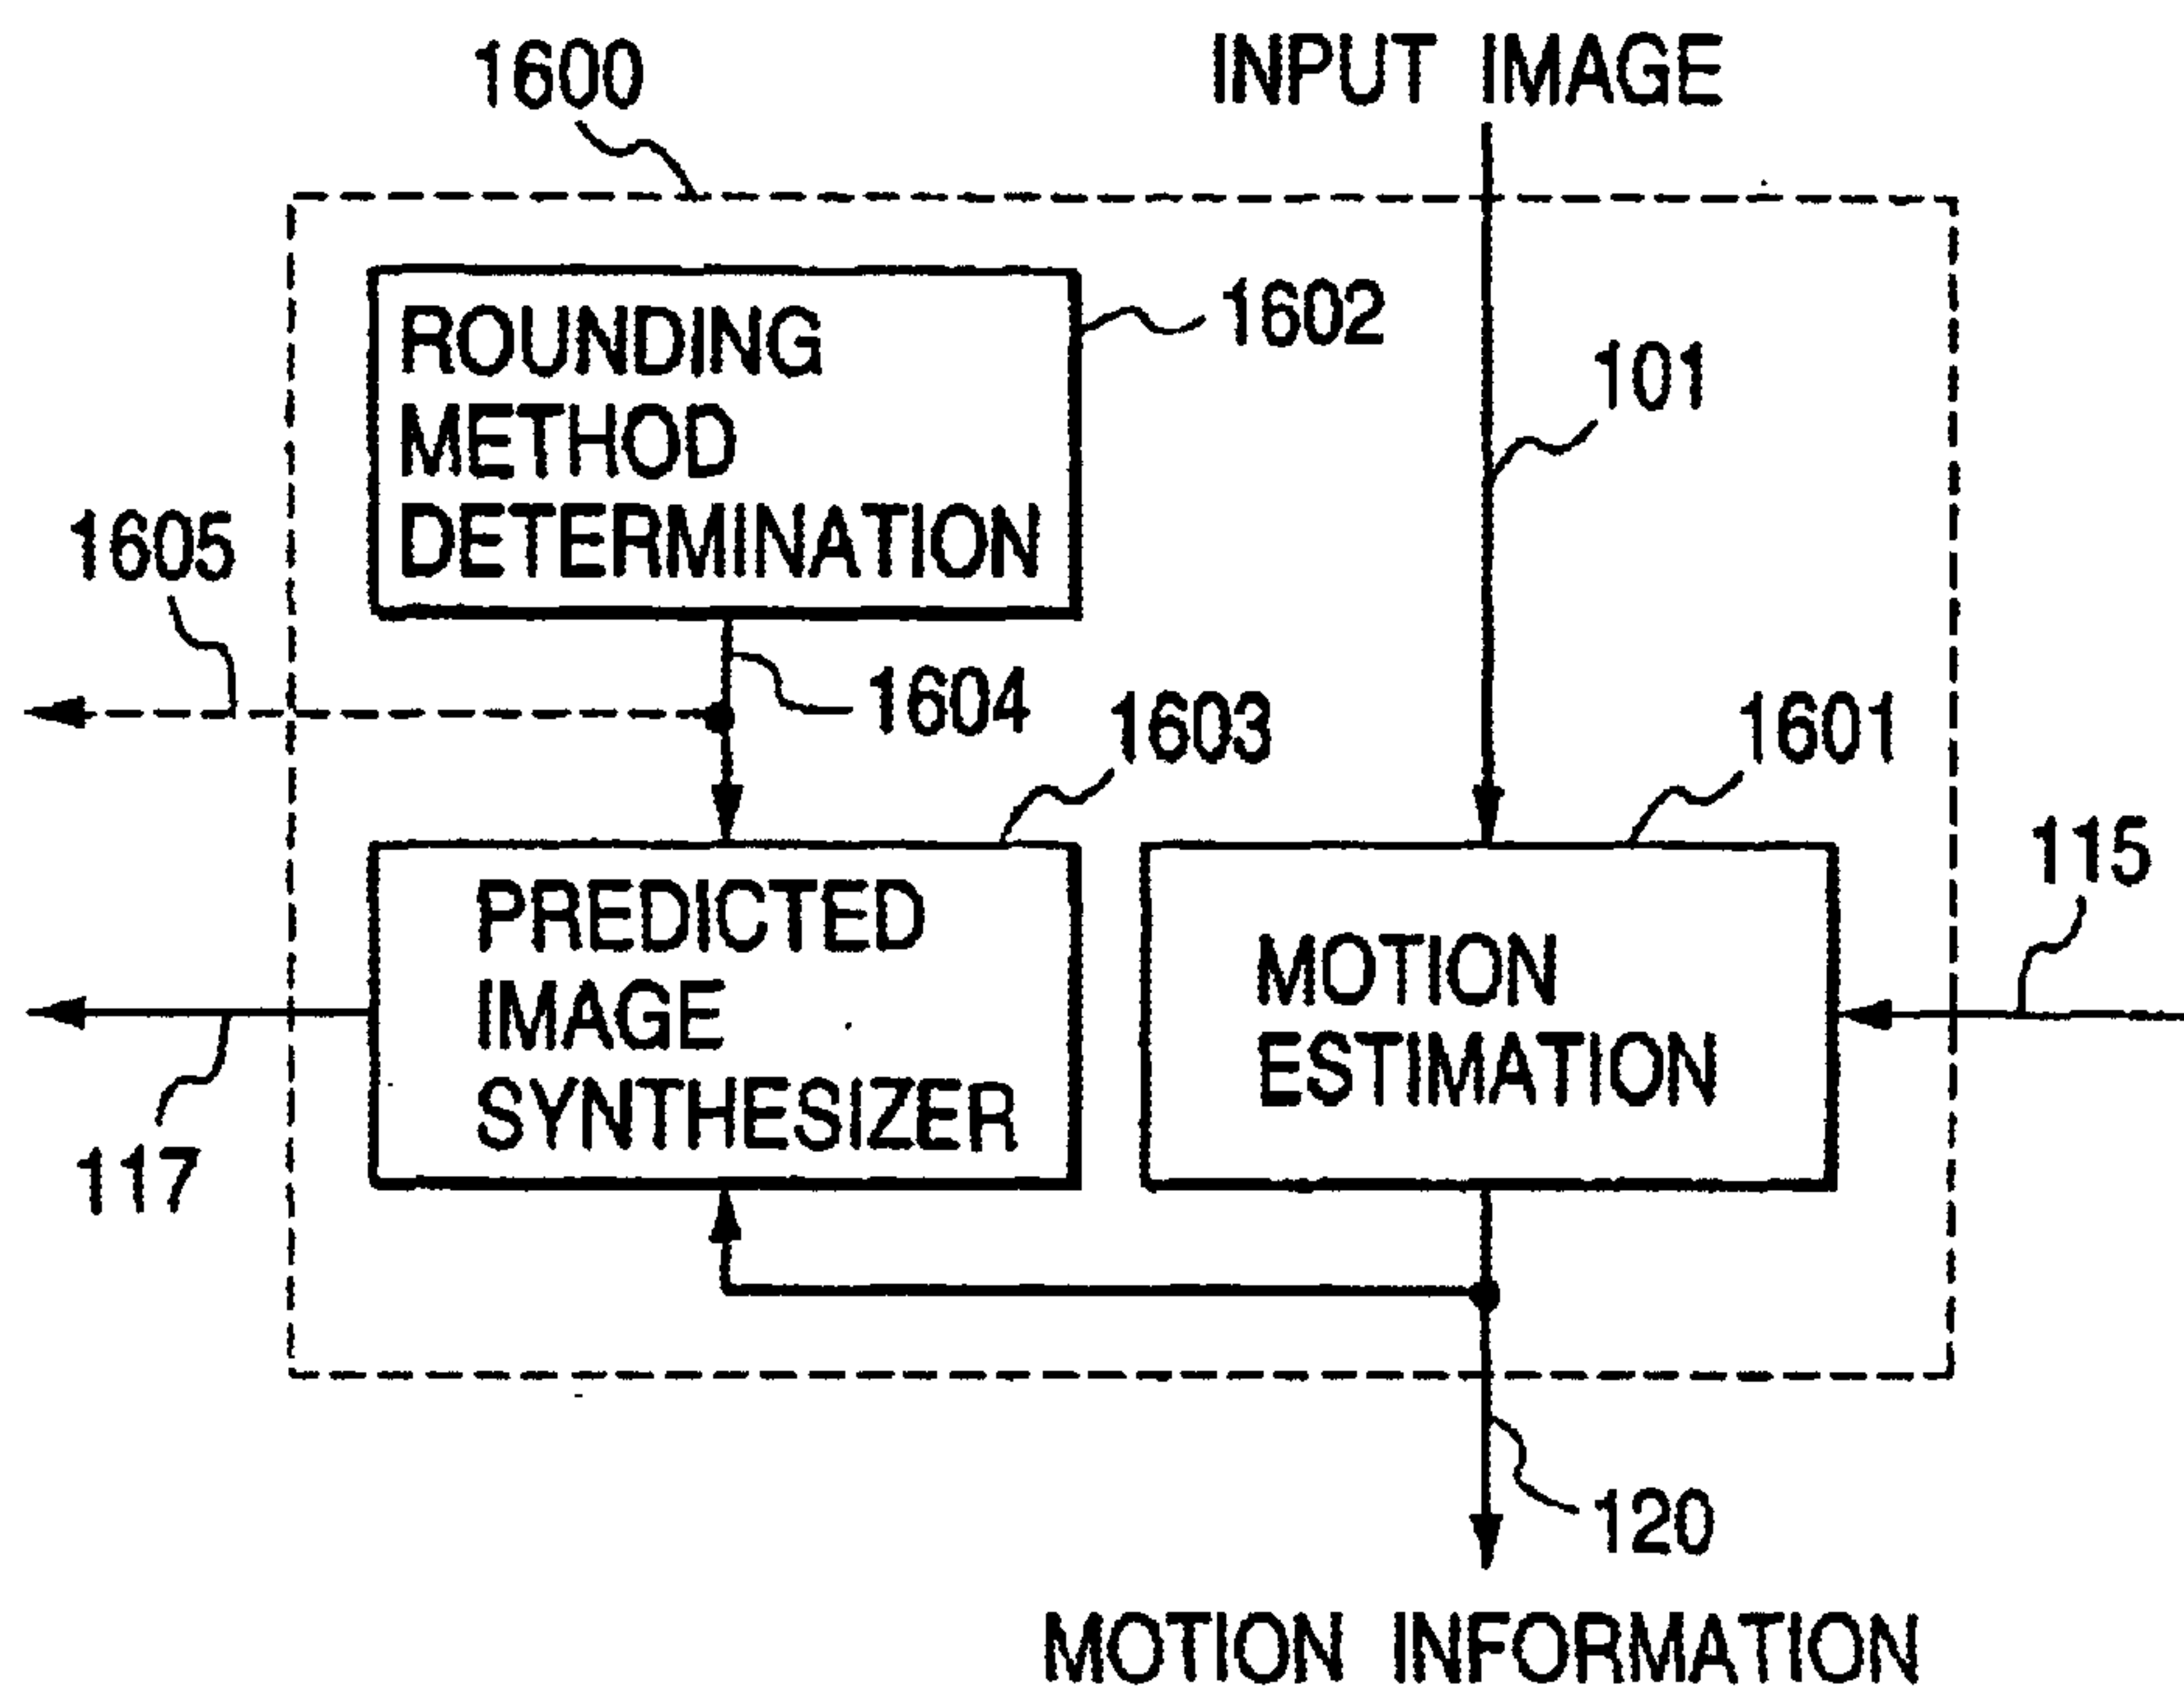 1600
INPUT IMAGE
ROUNDING
METHOD
DETERMINATION
1602
101
1605
1604
1603
1601
115
PREDICTED
IMAGE
SYNTHESIZER
MOTION
ESTIMATION
117
120
MOTION INFORMATION